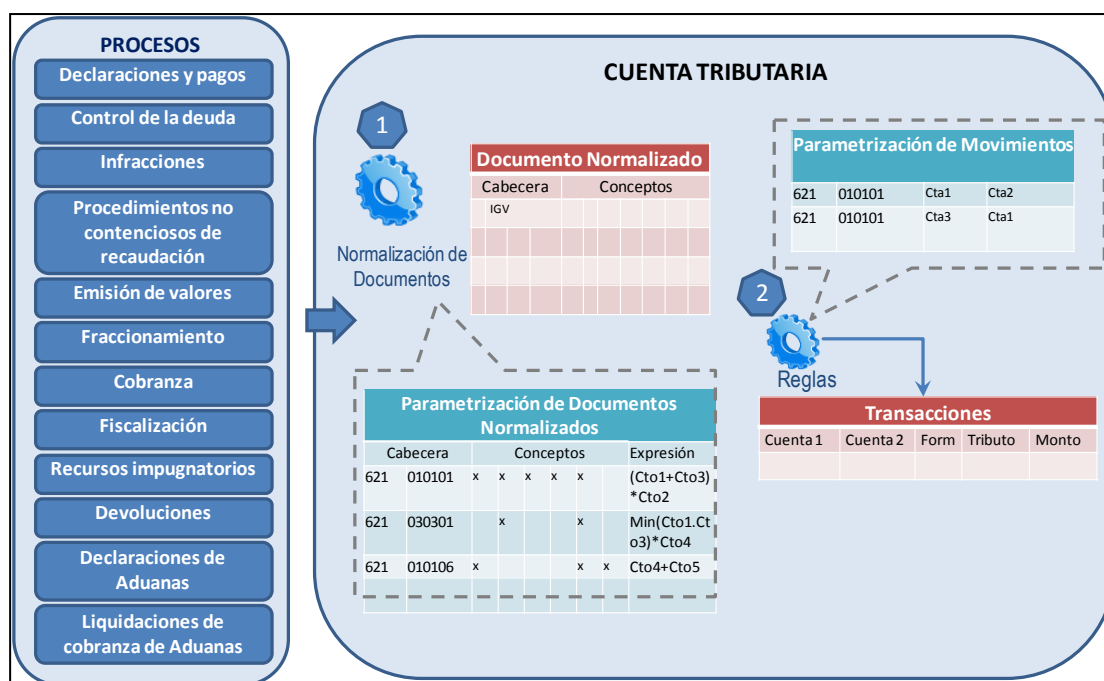 PROCESOS
Declaraciones y pagos
Control de la deuda
Infracciones
Procedimientos no
contenciosos de
recaudación
Emisión de valores
Fraccionamiento
Cobranza
Fiscalización
Recursos impugnatorios
Devoluciones
Declaraciones de
Aduanas
Liquidaciones de
cobranza de Aduanas
CUENTA TRIBUTARIA
1
Normalización de
Documentos
Documento Normalizado
Cabecera Conceptos
IGV
Parametrización de Documentos
Normalizados
Cabecera Conceptos Expresión
621 010101 x x x x x (Cto1+Cto3)
*Cto2
621 030301 x x Min(Cto1.Ct
o3)*Cto4
621 010106 x x x Cto4+Cto5
Parametrización de Movimientos
621 010101 Cta1 Cta2
621 010101 Cta3 Cta1
2
Reglas
Transacciones
Cuenta 1 Cuenta 2 Form Tributo Monto